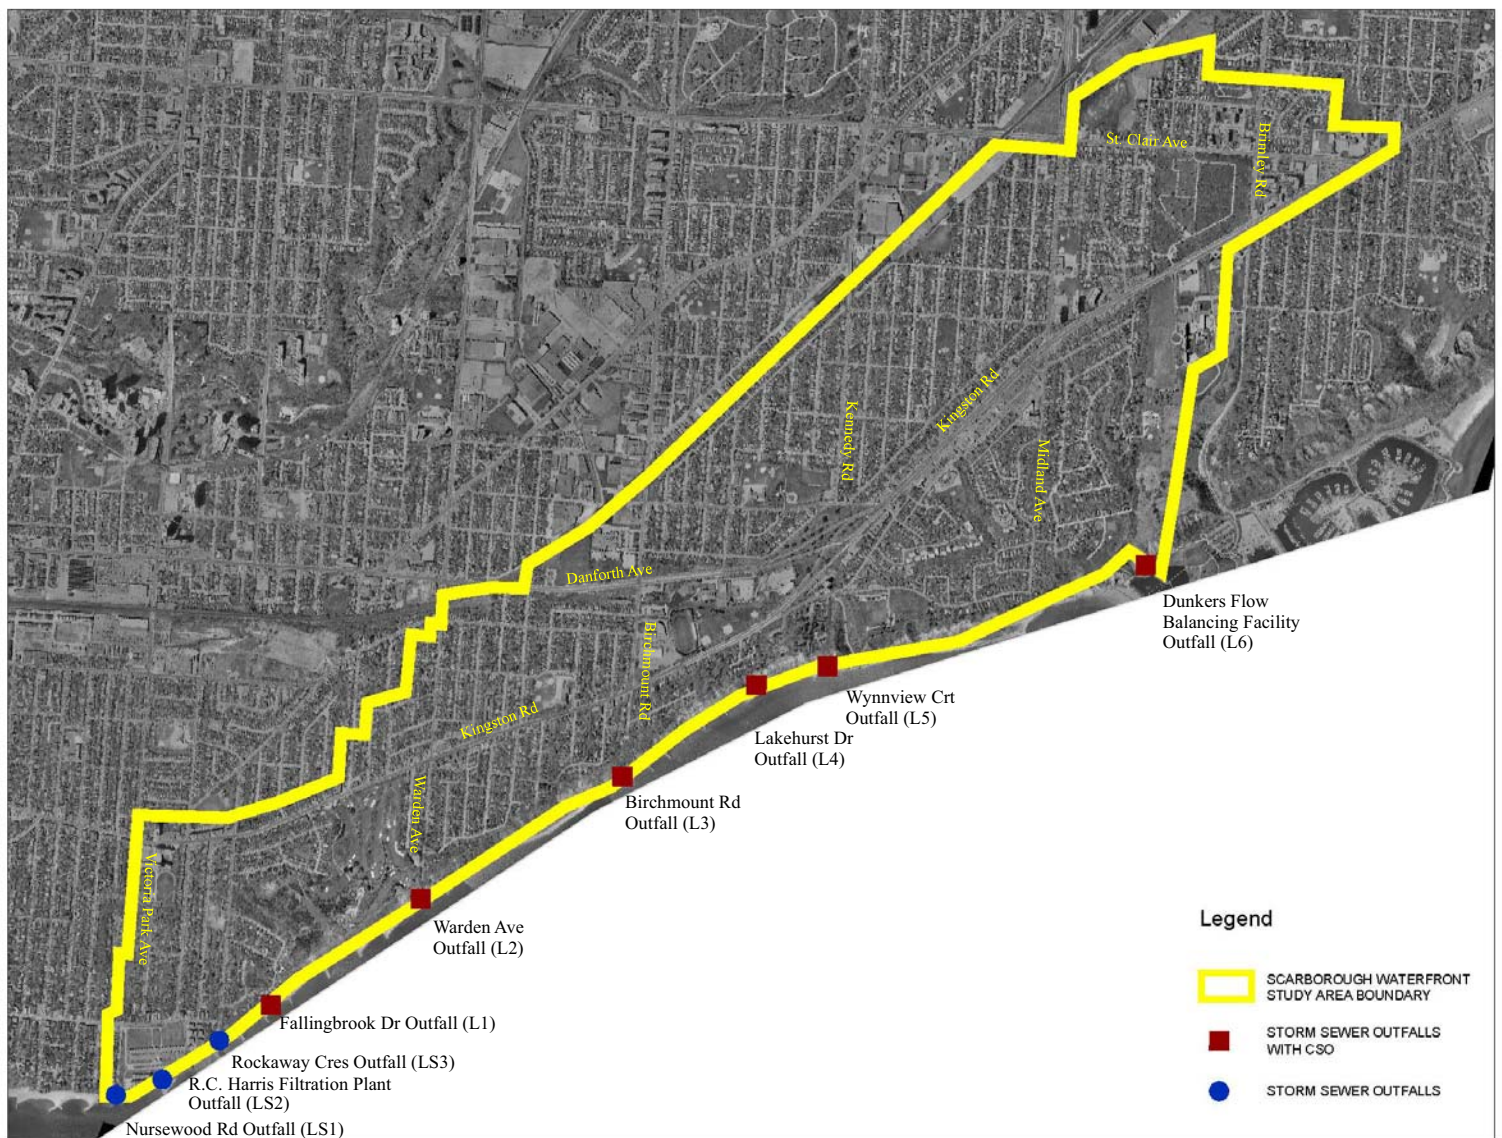 St. Clair Ave
Brimley Rd
Kingston Rd
Kennedy Rd
Midland Ave
Danforth Ave
Birchmount Rd
Kingston Rd
Warden Ave
Victoria Park Ave
Dunkers Flow
Balancing Facility
Outfall (L6)
Wynnview Crt
Outfall (L5)
Lakehurst Dr
Outfall (L4)
Birchmount Rd
Outfall (L3)
Warden Ave
Outfall (L2)
Fallingbrook Dr Outfall (L1)
Rockaway Cres Outfall (LS3)
R.C. Harris Filtration Plant
Outfall (LS2)
Nursewood Rd Outfall (LS1)
Legend
SCARBOROUGH WATERFRONT
STUDY AREA BOUNDARY
STORM SEWER OUTFALLS
WITH CSO
STORM SEWER OUTFALLS